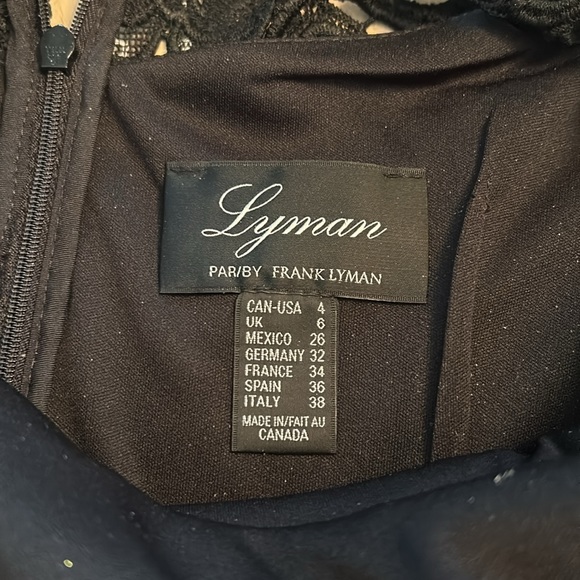 Lyman
PAR/BY FRANK LYMAN
CAN-USA 4
UK 6
MEXICO 26
GERMANY 32
FRANCE 34
SPAIN 36
ITALY 38
MADE IN/FAIT AU
CANADA